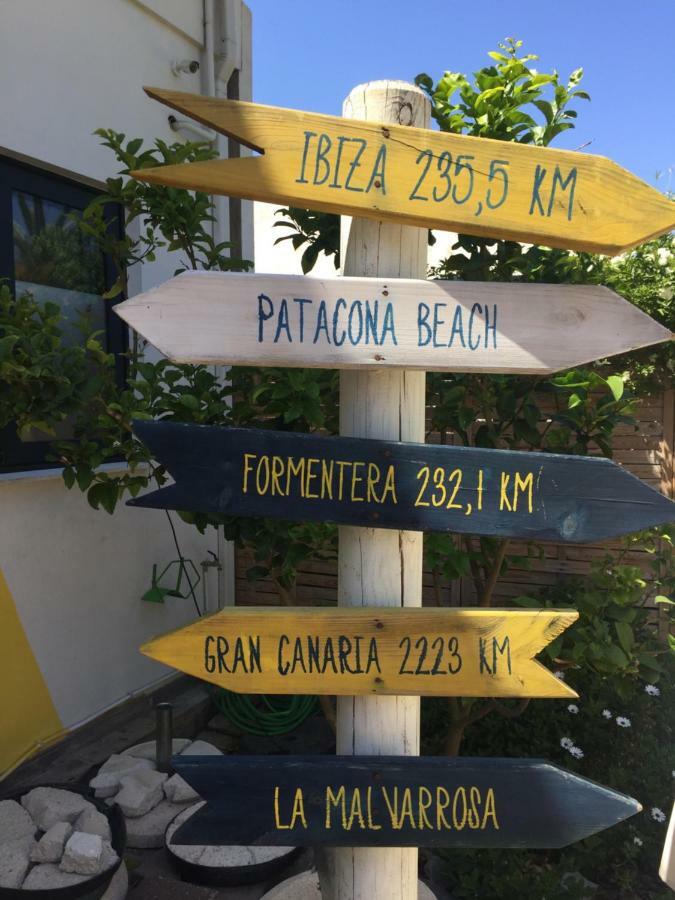 IBIZA 235,5 KM
PATACONA BEACH
FORMENTERA 232,1 KM
GRAN CANARIA 2223 KM
LA MALVARROSA